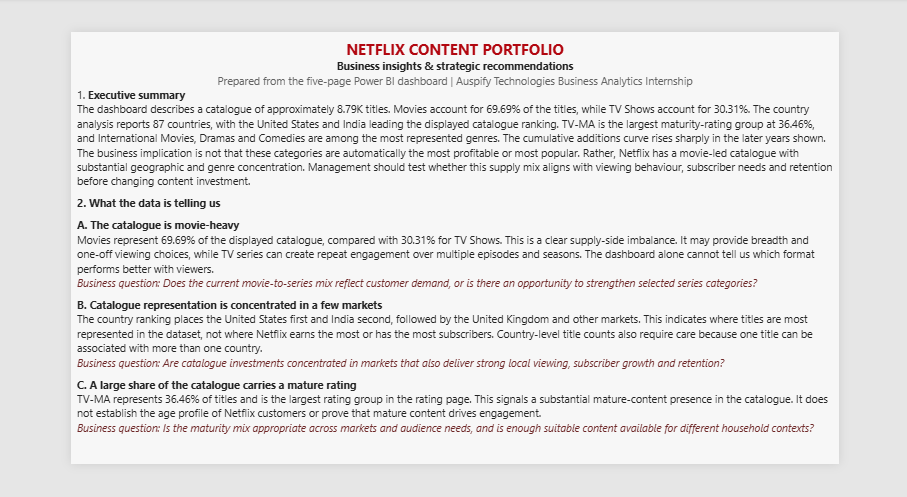 NETFLIX CONTENT PORTFOLIO
Business insights & strategic recommendations
Prepared from the five-page Power BI dashboard | Auspify Technologies Business Analytics Internship
1. Executive summary
The dashboard describes a catalogue of approximately 8.79K titles. Movies account for 69.69% of the titles, while TV Shows account for 30.31%. The country
analysis reports 87 countries, with the United States and India leading the displayed catalogue ranking. TV-MA is the largest maturity-rating group at 36.46%,
and International Movies, Dramas and Comedies are among the most represented genres. The cumulative additions curve rises sharply in the later years shown.
The business implication is not that these categories are automatically the most profitable or most popular. Rather, Netflix has a movie-led catalogue with
substantial geographic and genre concentration. Management should test whether this supply mix aligns with viewing behaviour, subscriber needs and retention
before changing content investment.
2. What the data is telling us
A. The catalogue is movie-heavy
Movies represent 69.69% of the displayed catalogue, compared with 30.31% for TV Shows. This is a clear supply-side imbalance. It may provide breadth and
one-off viewing choices, while TV series can create repeat engagement over multiple episodes and seasons. The dashboard alone cannot tell us which format
performs better with viewers.
Business question: Does the current movie-to-series mix reflect customer demand, or is there an opportunity to strengthen selected series categories?
B. Catalogue representation is concentrated in a few markets
The country ranking places the United States first and India second, followed by the United Kingdom and other markets. This indicates where titles are most
represented in the dataset, not where Netflix earns the most or has the most subscribers. Country-level title counts also require care because one title can be
associated with more than one country.
Business question: Are catalogue investments concentrated in markets that also deliver strong local viewing, subscriber growth and retention?
C. A large share of the catalogue carries a mature rating
TV-MA represents 36.46% of titles and is the largest rating group in the rating page. This signals a substantial mature-content presence in the catalogue. It does
not establish the age profile of Netflix customers or prove that mature content drives engagement.
Business question: Is the maturity mix appropriate across markets and audience needs, and is enough suitable content available for different household contexts?